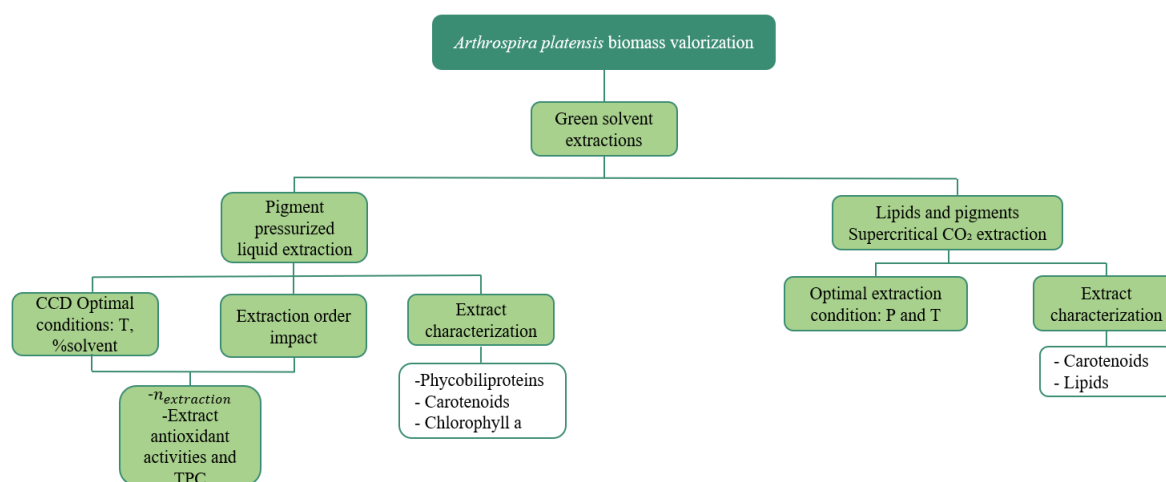 Arthrospira platensis biomass valorization
Green solvent
extractions
Pigment
pressurized
liquid extraction
Lipids and pigments
Supercritical CO₂ extraction
CCD Optimal
conditions: T,
%solvent
Extraction order
impact
Extract
characterization
Optimal extraction
condition: P and T
Extract
characterization
-Phycobiliproteins
- Carotenoids
- Chlorophyll a
- Carotenoids
- Lipids
-n_extraction
-Extract
antioxidant
activities and
TPC